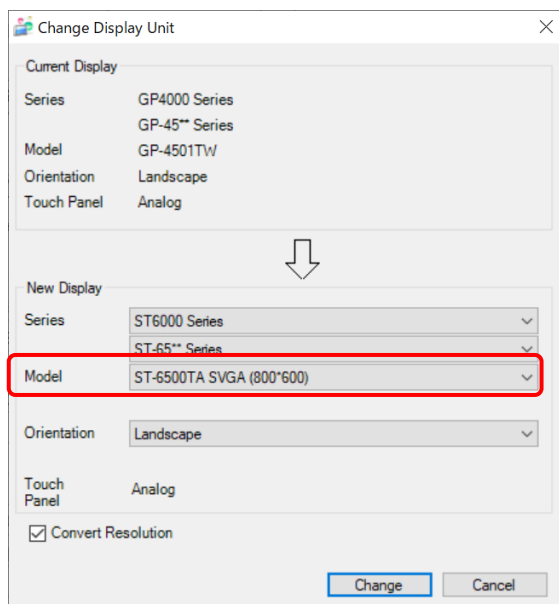 Change Display Unit
Current Display
Series GP4000 Series
GP-45** Series
Model GP-4501TW
Orientation Landscape
Touch Panel Analog
New Display
Series ST6000 Series
ST-65** Series
Model ST-6500TA SVGA (800*600)
Orientation Landscape
Touch
Panel Analog
Convert Resolution
Change Cancel